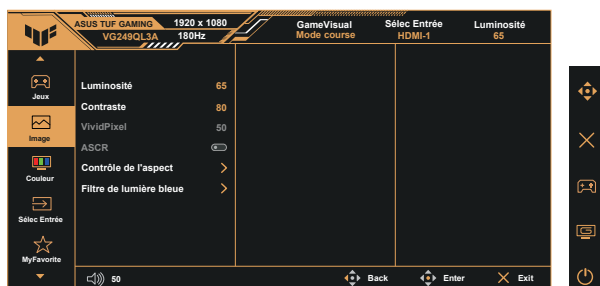 ASUS TUF GAMING 1920 x 1080
VG249QL3A 180Hz
GameVisual
Mode course
Sélec Entrée
HDMI-1
Luminosité
65
Jeux
Image
Couleur
Sélec Entrée
MyFavorite
Luminosité 65
Contraste 80
VividPixel 50
ASCR
Contrôle de l'aspect
Filtre de lumière bleue
50
Back
Enter
Exit